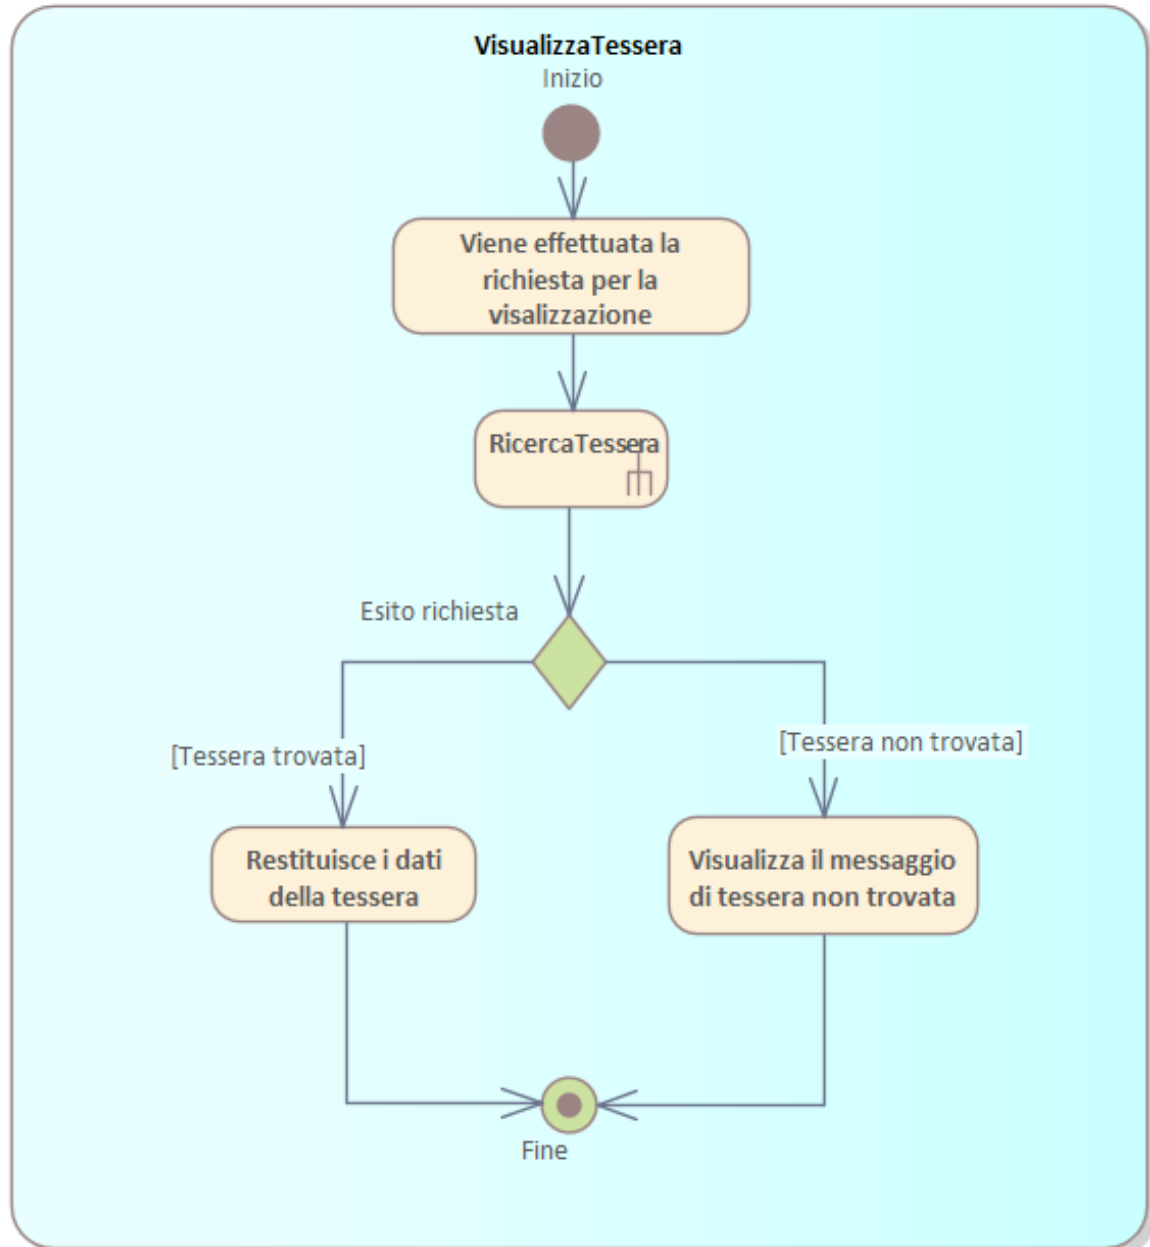 VisualizzaTessera
Inizio
Viene effettuata la
richiesta per la
visalizzazione
RicercaTessera
Esito richiesta
[Tessera trovata]
[Tessera non trovata]
Restituisce i dati
della tessera
Visualizza il messaggio
di tessera non trovata
Fine